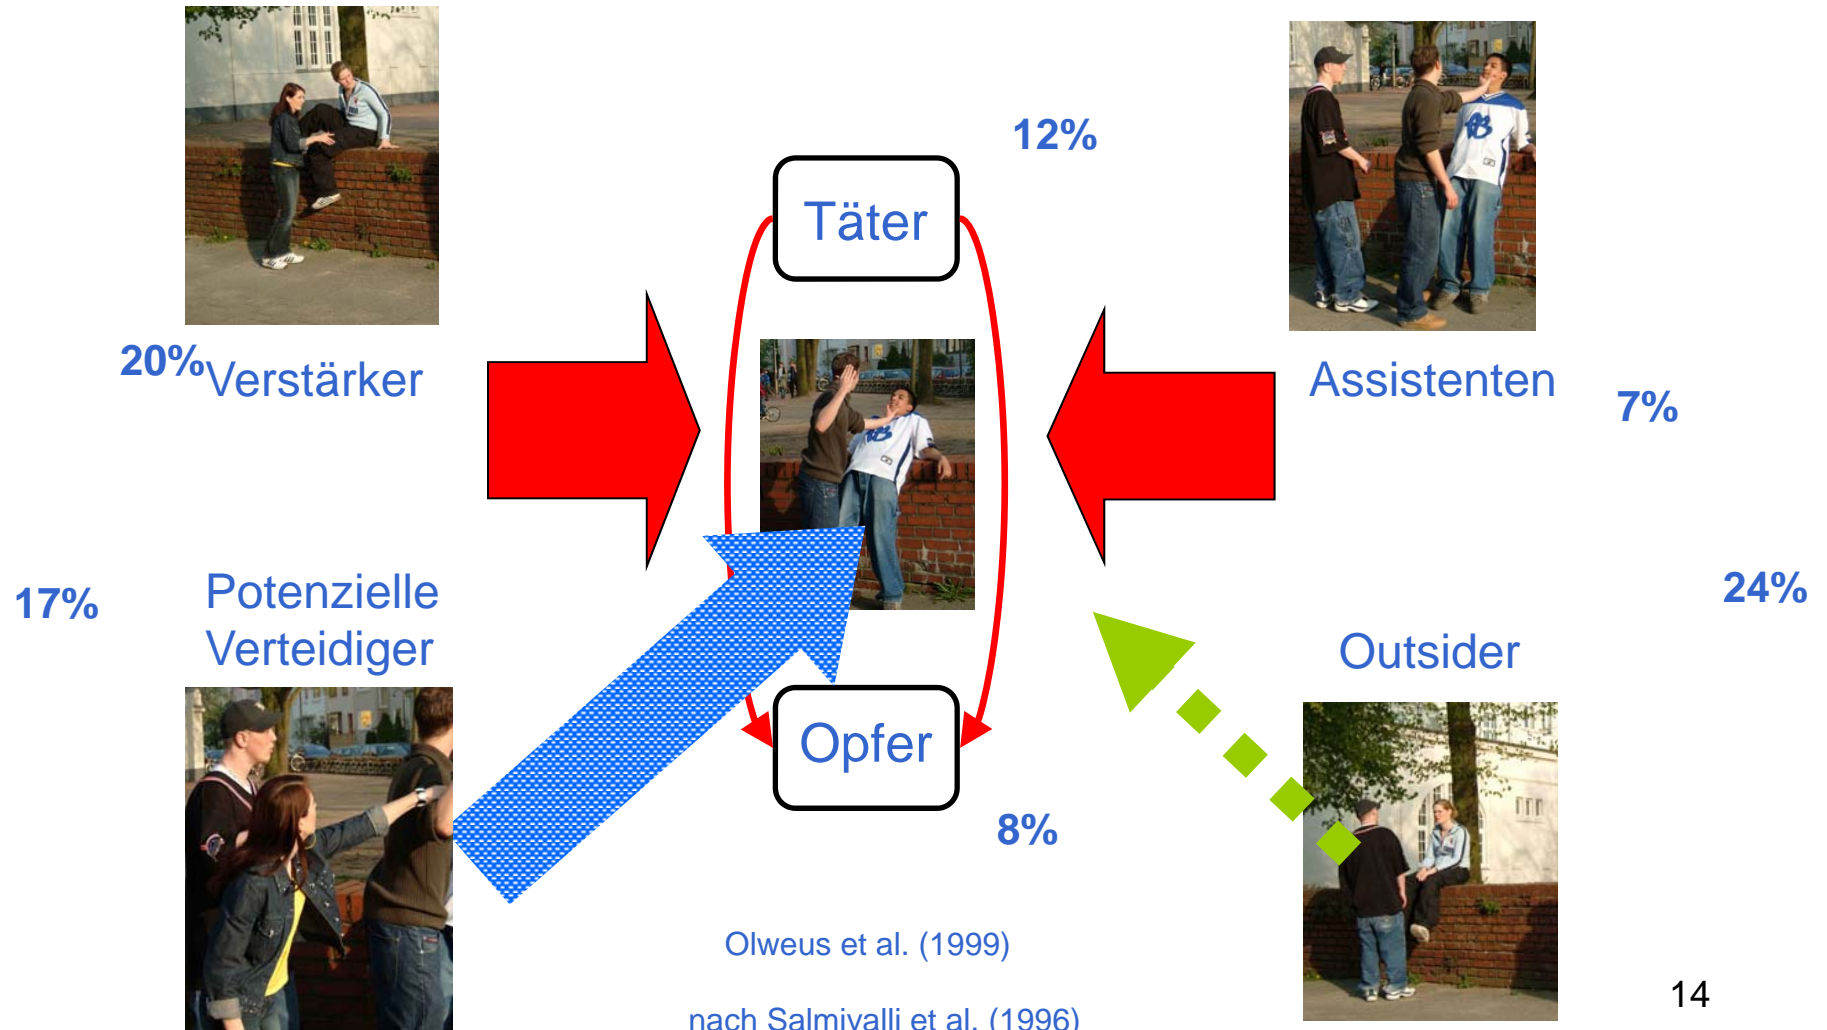 12%
Täter
20%
Verstärker
Assistenten
7%
17%
Potenzielle
Verteidiger
24%
Outsider
Opfer
8%
Olweus et al. (1999)
nach Salmivalli et al. (1996)
14